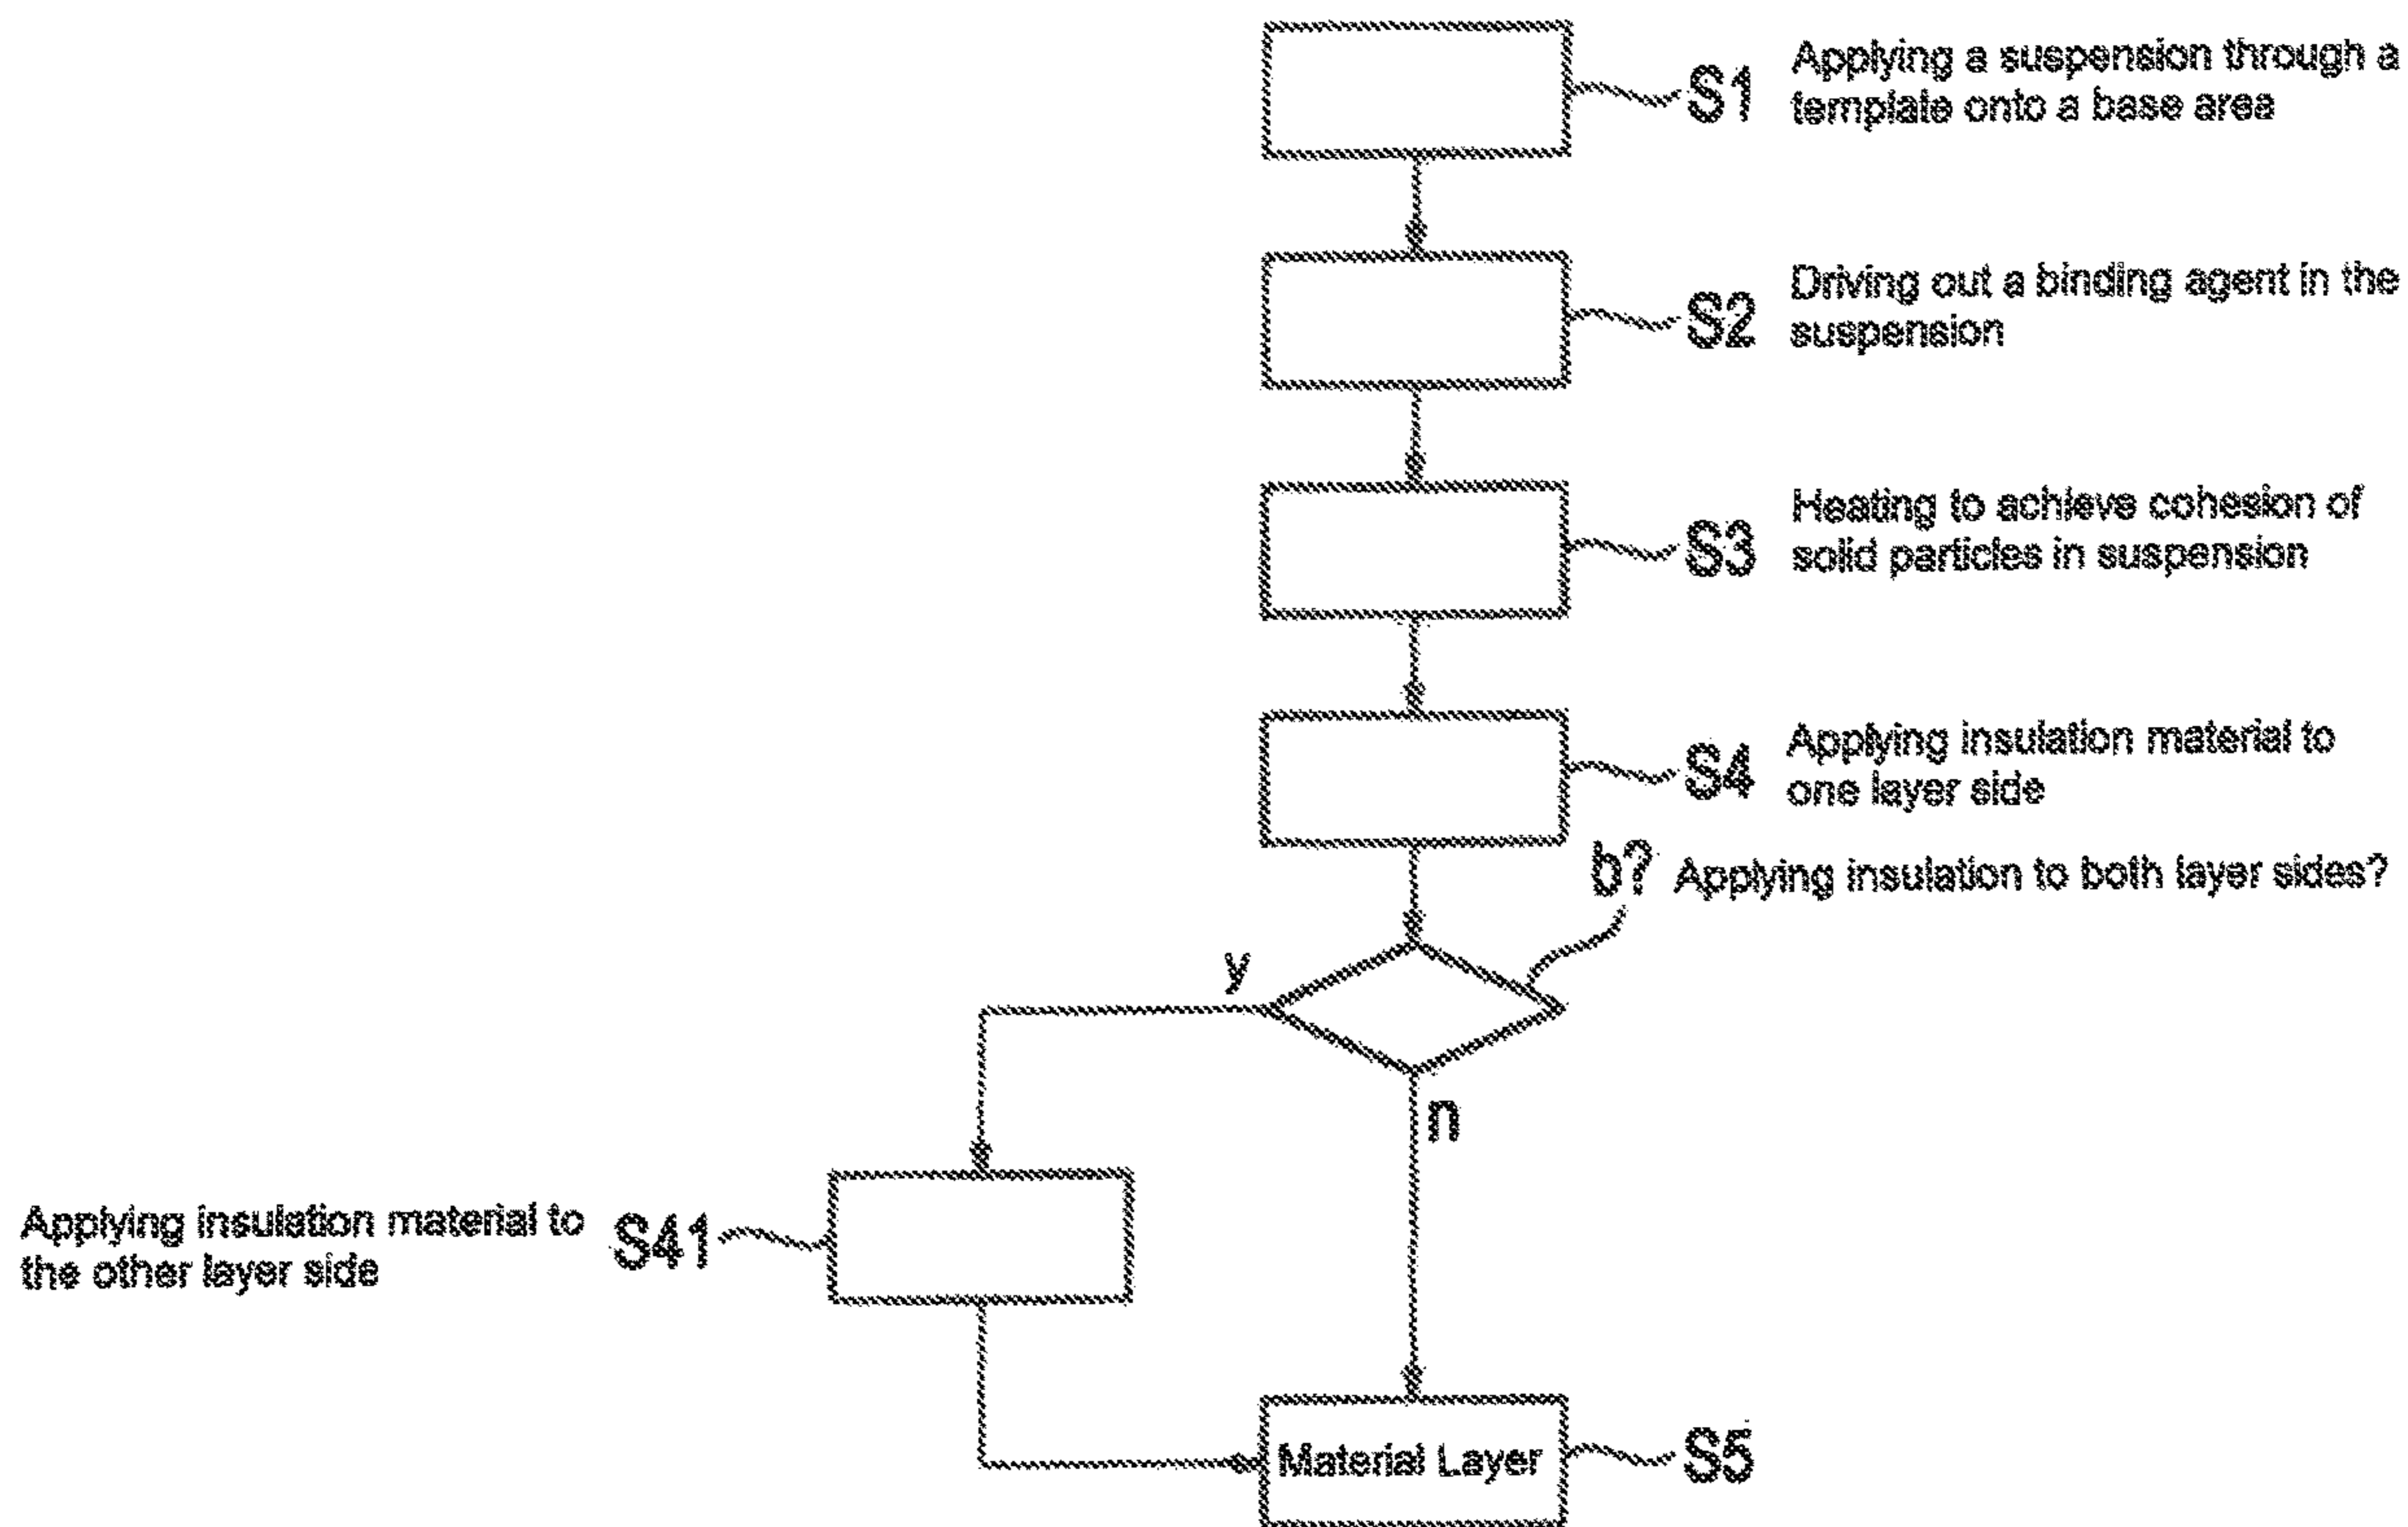 S1 Applying a suspension through a
template onto a base area
S2 Driving out a binding agent in the
suspension
S3 Heating to achieve cohesion of
solid particles in suspension
S4 Applying insulation material to
one layer side
b? Applying insulation to both layer sides?
y
n
Applying insulation material to S41
the other layer side
Material Layer S5